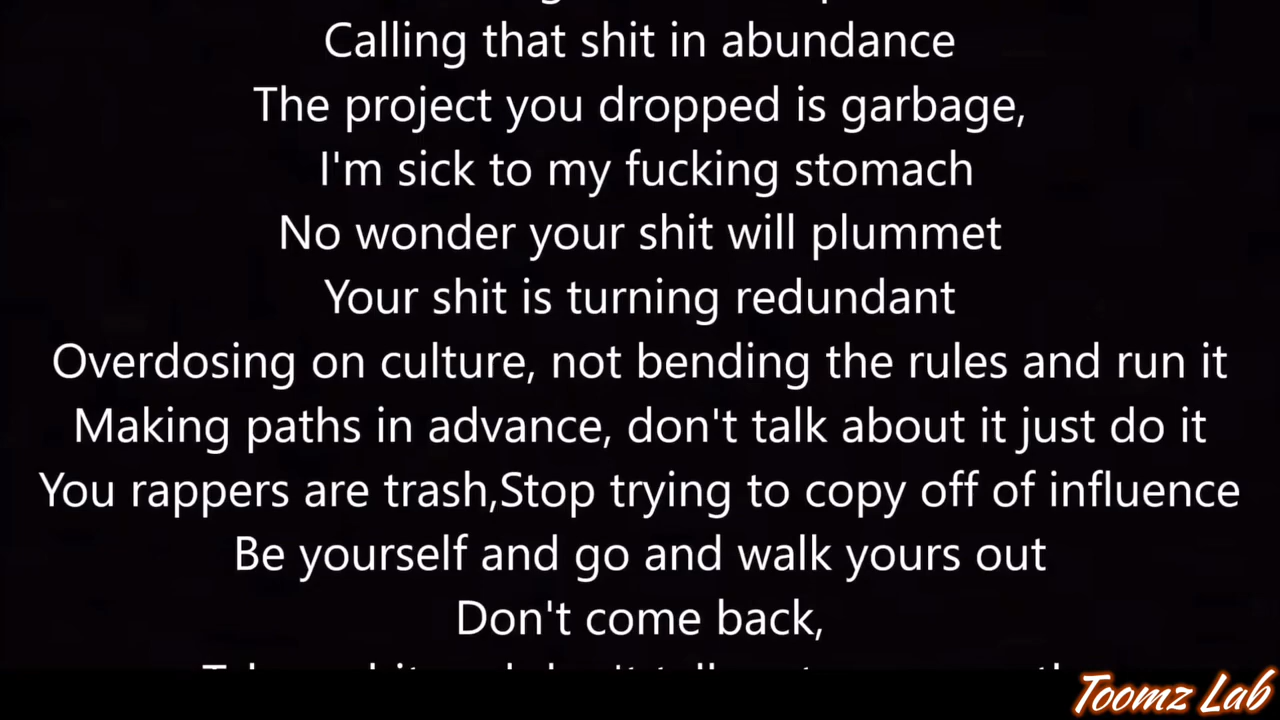 Calling that shit in abundance
The project you dropped is garbage,
I'm sick to my fucking stomach
No wonder your shit will plummet
Your shit is turning redundant
Overdosing on culture, not bending the rules and run it
Making paths in advance, don't talk about it just do it
You rappers are trash,Stop trying to copy off of influence
Be yourself and go and walk yours out
Don't come back,
Toomz Lab